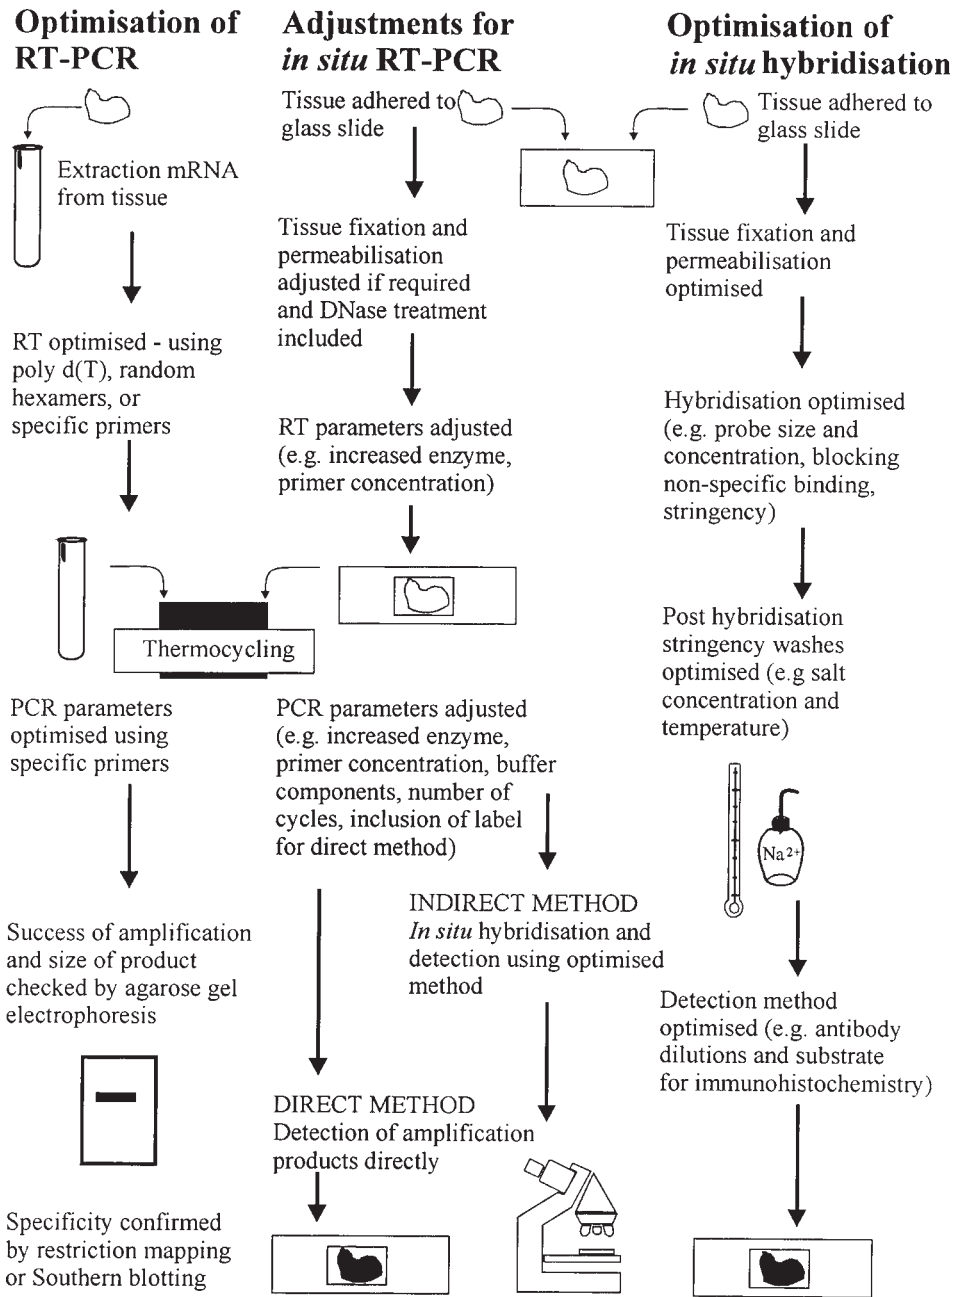 Optimisation of
RT-PCR
Extraction mRNA
from tissue
RT optimised - using
poly d(T), random
hexamers, or
specific primers
Thermocycling
PCR parameters
optimised using
specific primers
Success of amplification
and size of product
checked by agarose gel
electrophoresis
Specificity confirmed
by restriction mapping
or Southern blotting
Adjustments for
in situ RT-PCR
Tissue adhered to
glass slide
Tissue fixation and
permeabilisation
adjusted if required
and DNase treatment
included
RT parameters adjusted
(e.g. increased enzyme,
primer concentration)
PCR parameters adjusted
(e.g. increased enzyme,
primer concentration, buffer
components, number of
cycles, inclusion of label
for direct method)
INDIRECT METHOD
In situ hybridisation and
detection using optimised
method
DIRECT METHOD
Detection of amplification
products directly
Optimisation of
in situ hybridisation
Tissue adhered to
glass slide
Tissue fixation and
permeabilisation
optimised
Hybridisation optimised
(e.g. probe size and
concentration, blocking
non-specific binding,
stringency)
Post hybridisation
stringency washes
optimised (e.g salt
concentration and
temperature)
Na2+
Detection method
optimised (e.g. antibody
dilutions and substrate
for immunohistochemistry)